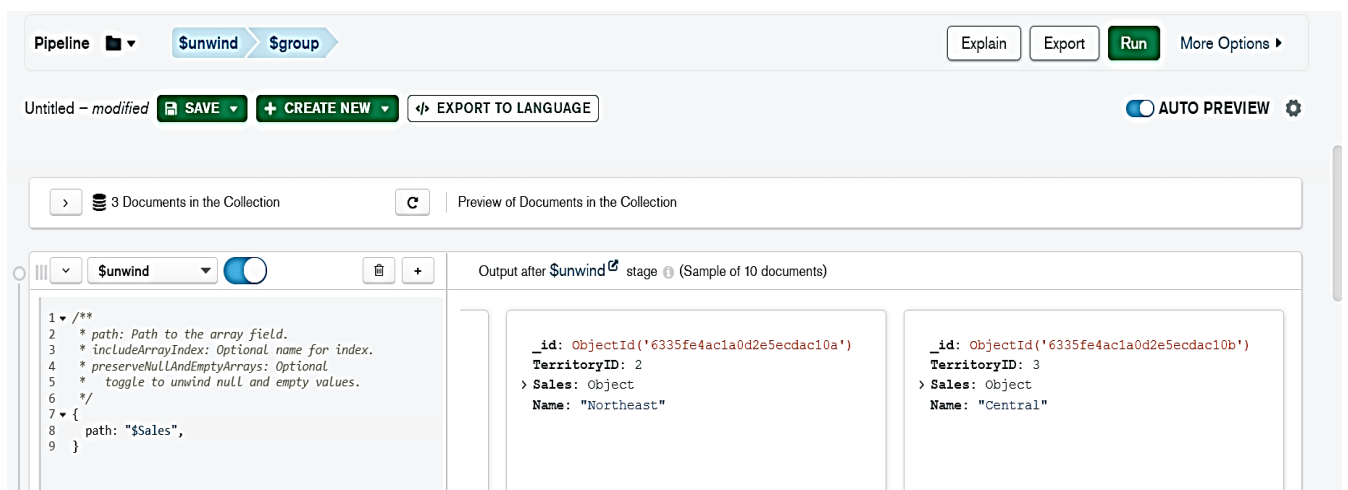 Pipeline $unwind $group Explain Export Run More Options
Untitled – modified SAVE + CREATE NEW </> EXPORT TO LANGUAGE AUTO PREVIEW
3 Documents in the Collection Preview of Documents in the Collection
$unwind + Output after $unwind stage (Sample of 10 documents)
1 /**
2  * path: Path to the array field.
3  * includeArrayIndex: Optional name for index.
4  * preserveNullAndEmptyArrays: Optional
5  *   toggle to unwind null and empty values.
6  */
7 {
8   path: "$Sales",
9 }
_id: ObjectId('6335fe4ac1a0d2e5ecdac10a')
TerritoryID: 2
> Sales: Object
Name: "Northeast"
_id: ObjectId('6335fe4ac1a0d2e5ecdac10b')
TerritoryID: 3
> Sales: Object
Name: "Central"